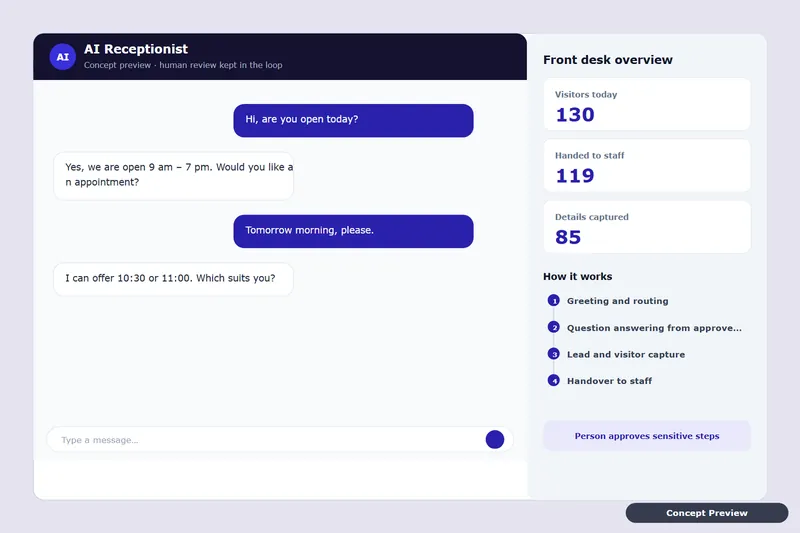 AI
AI Receptionist
Concept preview · human review kept in the loop
Hi, are you open today?
Yes, we are open 9 am – 7 pm. Would you like a
n appointment?
Tomorrow morning, please.
I can offer 10:30 or 11:00. Which suits you?
Type a message...
Front desk overview
Visitors today
130
Handed to staff
119
Details captured
85
How it works
1 Greeting and routing
2 Question answering from approve...
3 Lead and visitor capture
4 Handover to staff
Person approves sensitive steps
Concept Preview